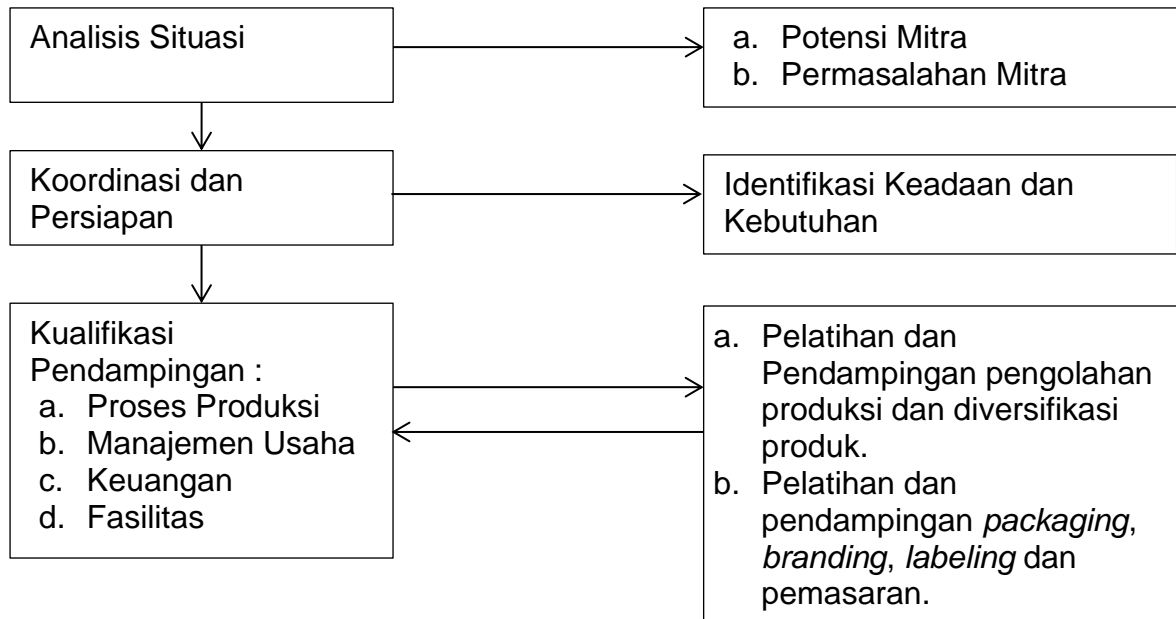 Analisis Situasi
a. Potensi Mitra
b. Permasalahan Mitra
Koordinasi dan
Persiapan
Identifikasi Keadaan dan
Kebutuhan
Kualifikasi
Pendampingan :
a. Proses Produksi
b. Manajemen Usaha
c. Keuangan
d. Fasilitas
a. Pelatihan dan
Pendampingan pengolahan
produksi dan diversifikasi
produk.
b. Pelatihan dan
pendampingan packaging,
branding, labeling dan
pemasaran.